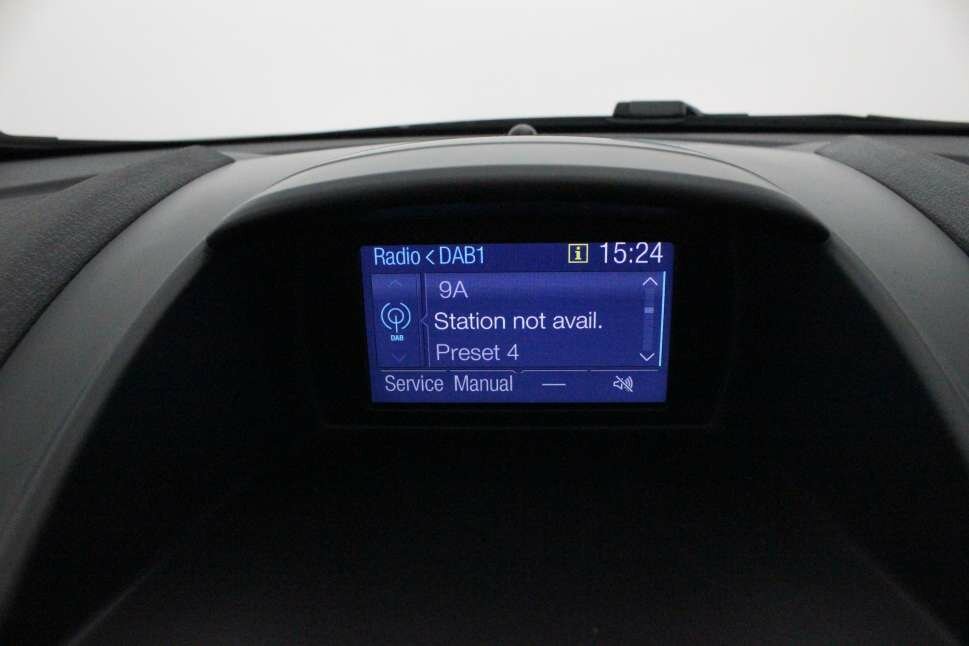 Radio < DAB1 i 15:24
9A
DAB Station not avail.
Preset 4
Service Manual —